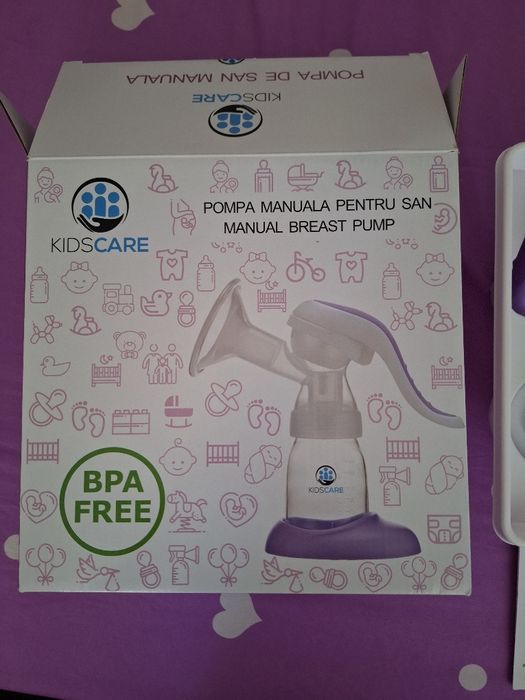 POMPA DE SAN MANUALA
KIDSCARE
KIDSCARE
POMPA MANUALA PENTRU SAN
MANUAL BREAST PUMP
KIDSCARE
BPA
FREE